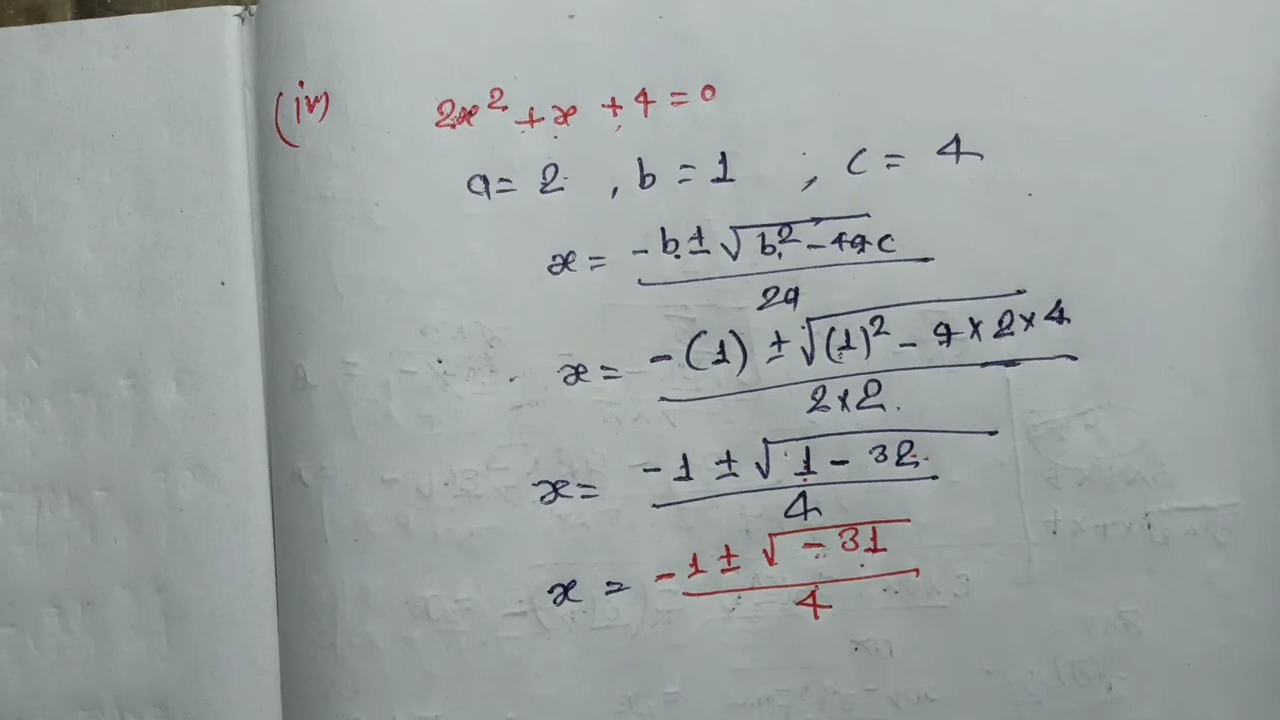 (iv) 2x² + x + 4 = 0
a = 2 , b = 1 , c = 4
x = -b ± √b² - 4ac / 2a
x = -(1) ± √(1)² - 4 × 2 × 4 / 2 × 2.
x = -1 ± √1 - 32 / 4
x = -1 ± √-31 / 4